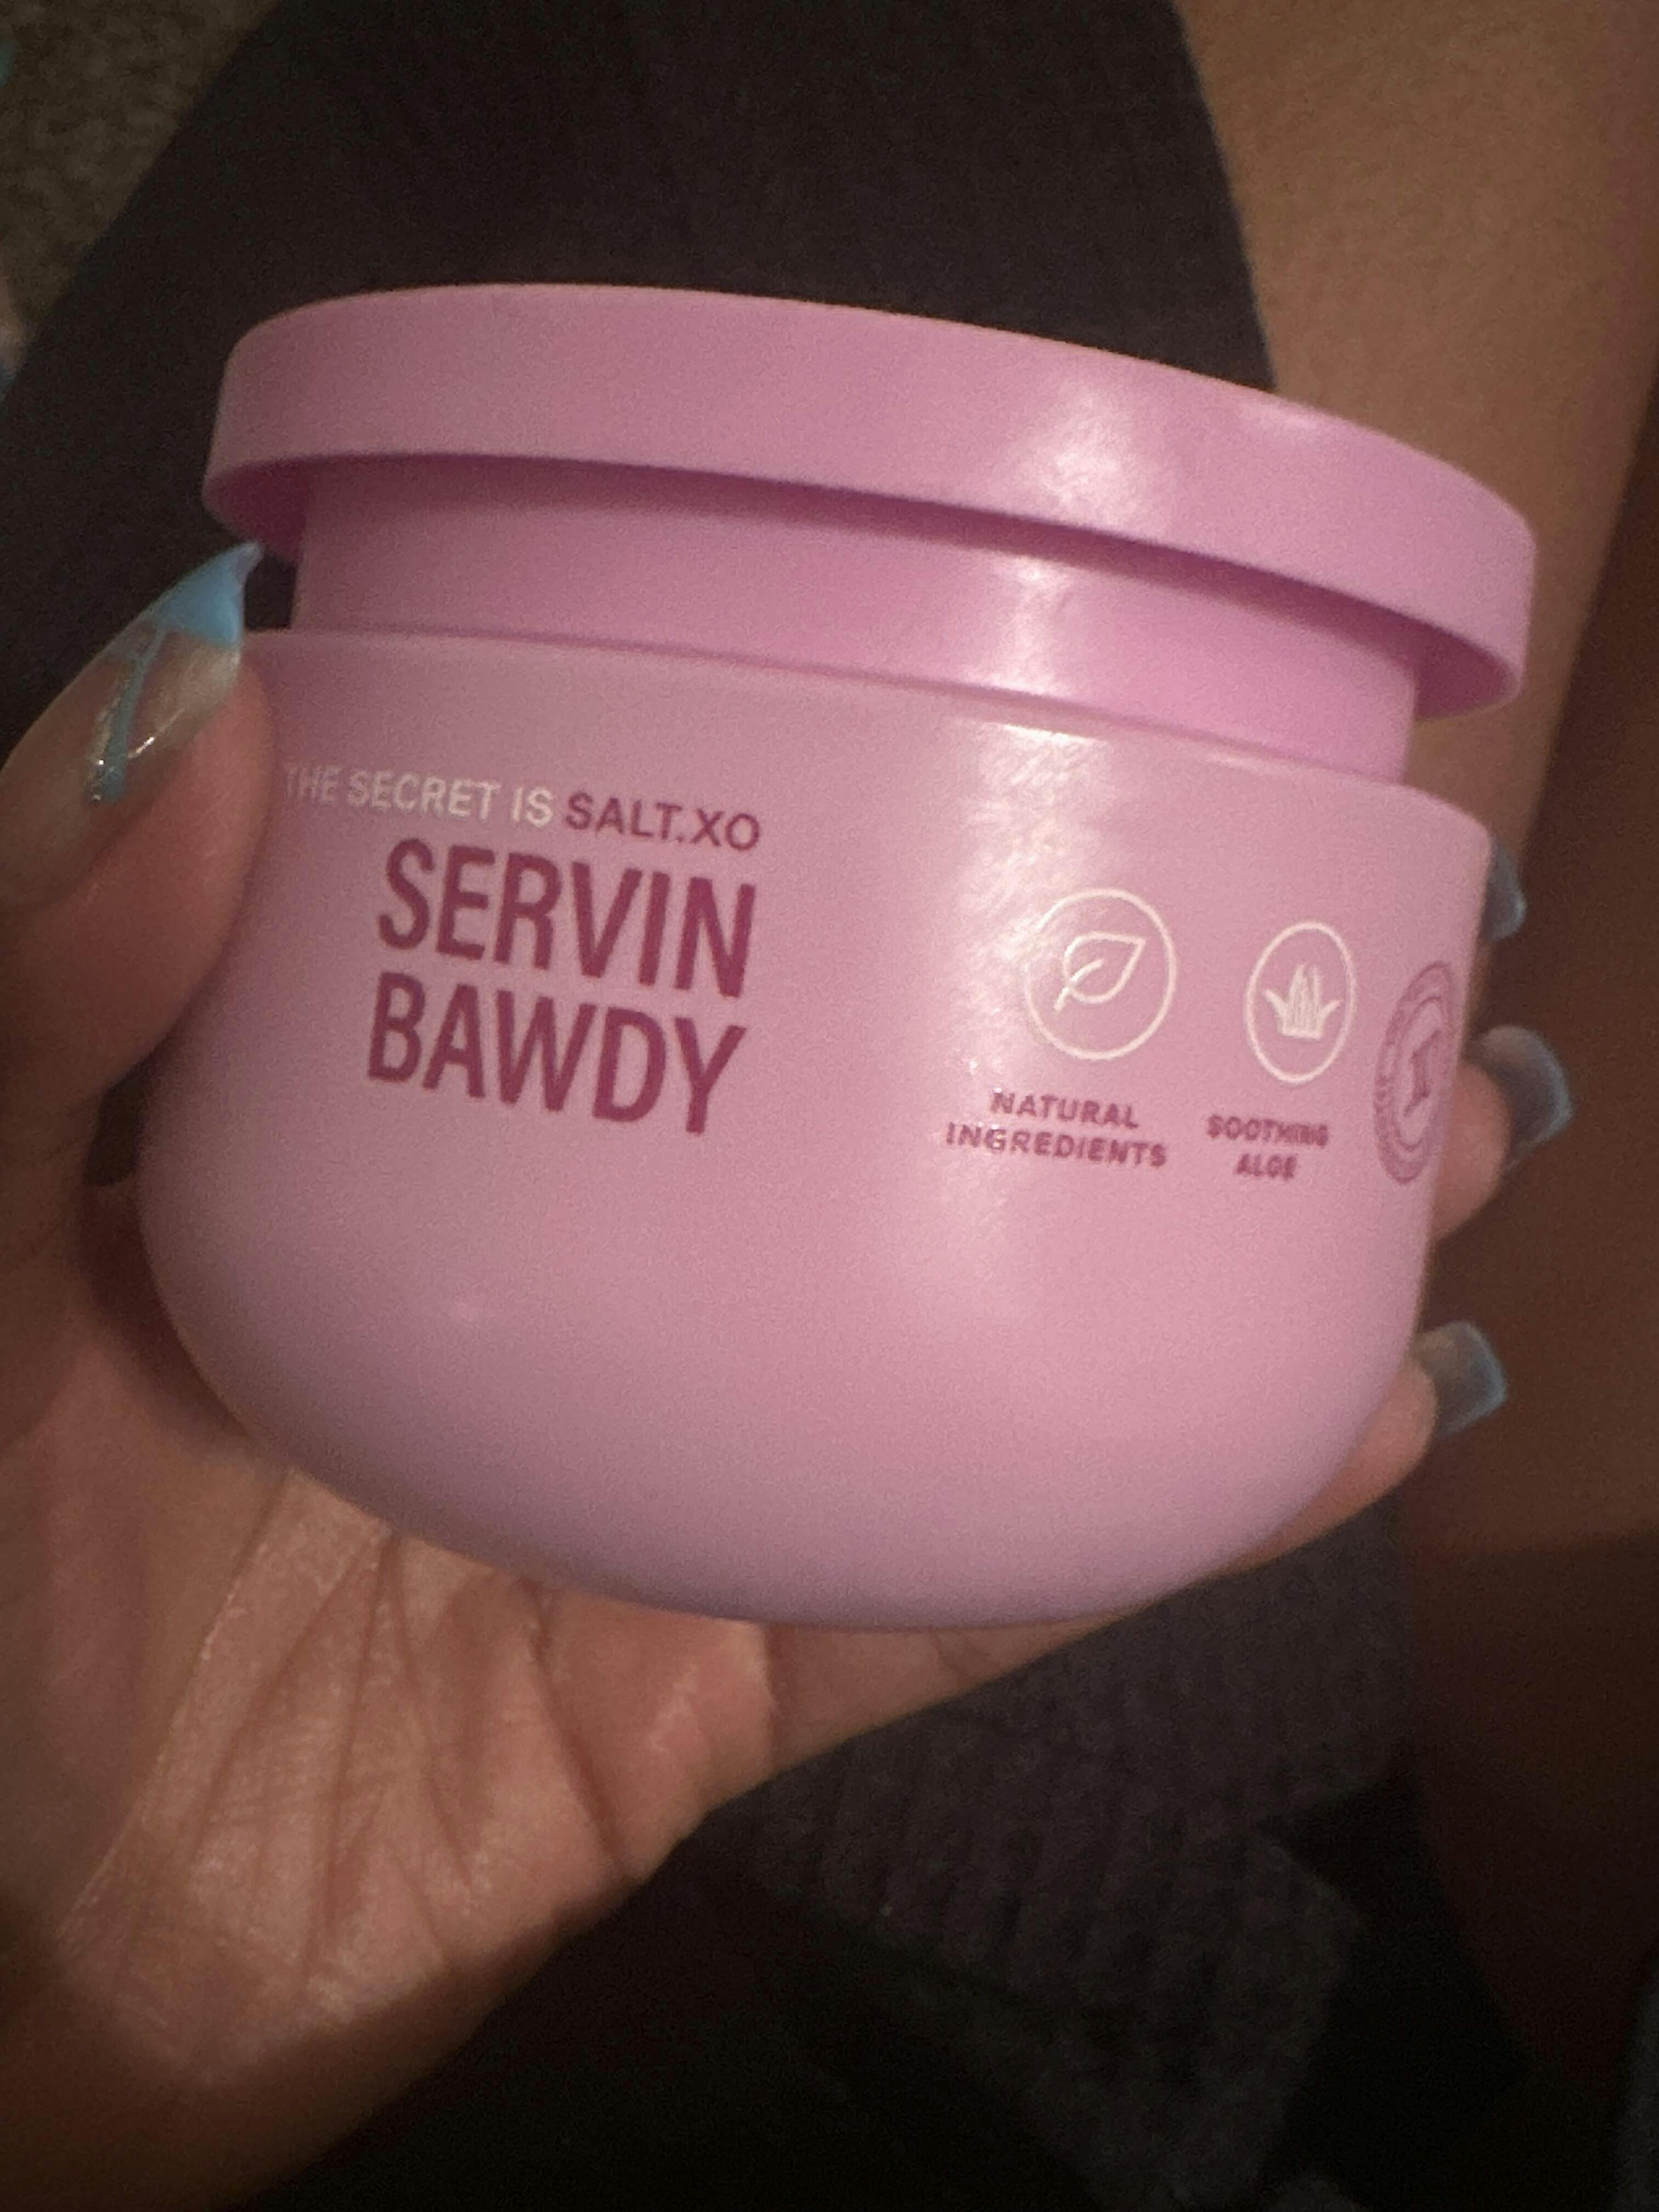 THE SECRET IS SALT.XO
SERVIN
BAWDY
NATURAL
INGREDIENTS
SOOTHING
ALOE